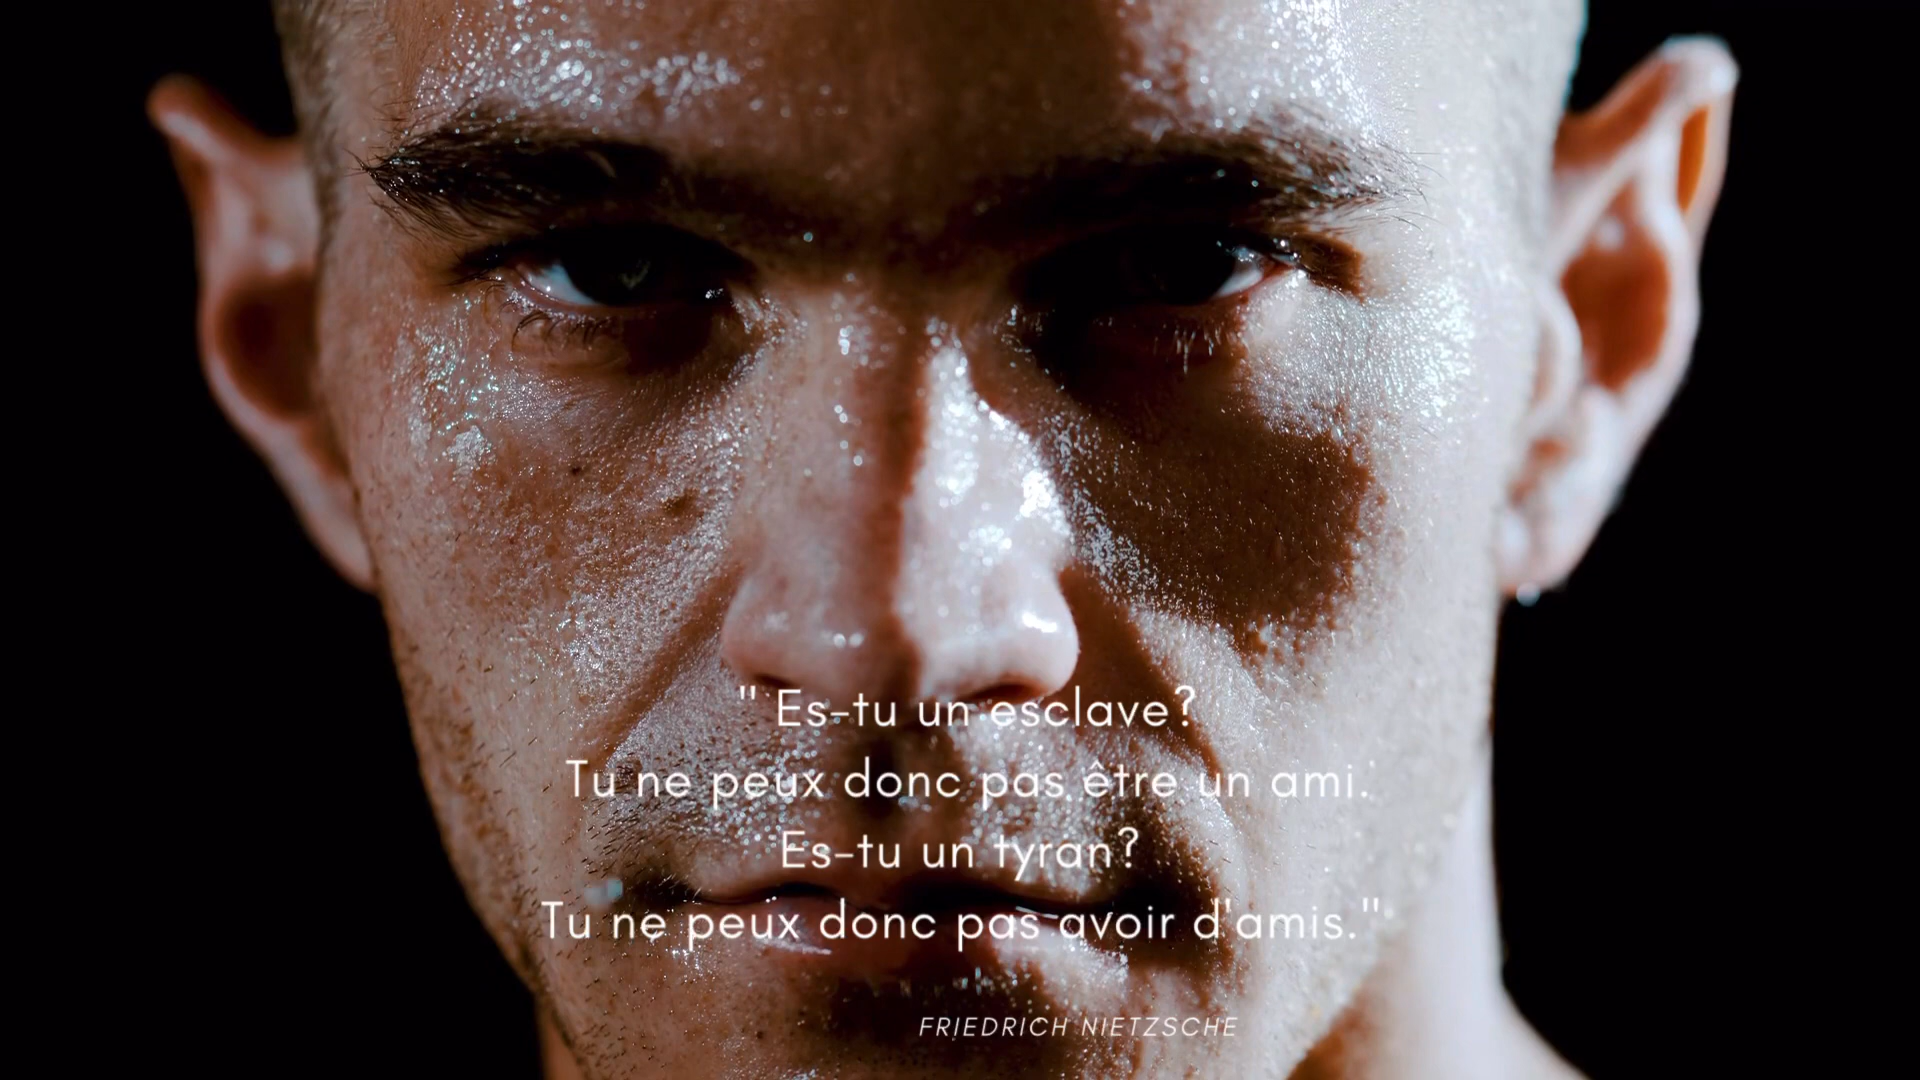 " Es-tu un esclave?
Tu ne peux donc pas être un ami.
Es-tu un tyran?
Tu ne peux donc pas avoir d'amis."
FRIEDRICH NIETZSCHE